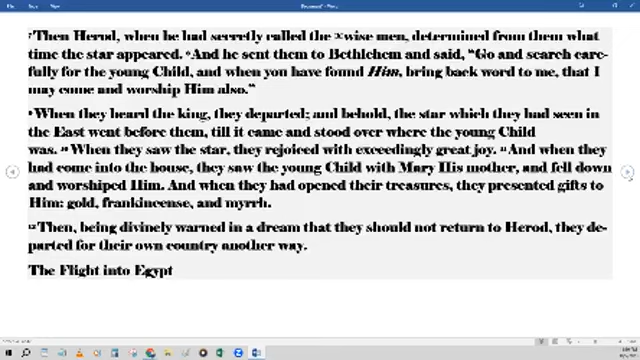 ⁷Then Herod, when he had secretly called the wise men, determined from them what
time the star appeared. ⁸And he sent them to Bethlehem and said, “Go and search care-
fully for the young Child, and when you have found Him, bring back word to me, that I
may come and worship Him also.”
⁹When they heard the king, they departed; and behold, the star which they had seen in
the East went before them, till it came and stood over where the young Child
was. ¹⁰When they saw the star, they rejoiced with exceedingly great joy. ¹¹And when they
had come into the house, they saw the young Child with Mary His mother, and fell down
and worshiped Him. And when they had opened their treasures, they presented gifts to
Him: gold, frankincense, and myrrh.
¹²Then, being divinely warned in a dream that they should not return to Herod, they de-
parted for their own country another way.
The Flight into Egypt